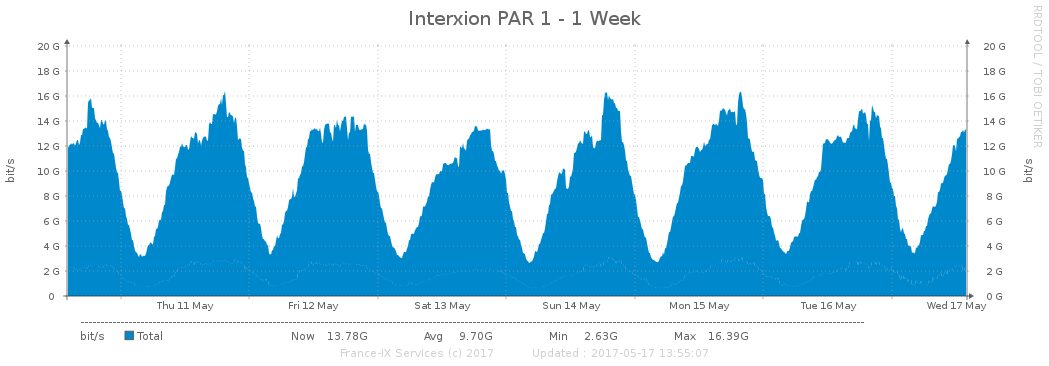 Interxion PAR 1 - 1 Week
RRDTOOL / TOBI OETIKER
20 G 20 G
18 G 18 G
16 G 16 G
14 G 14 G
12 G 12 G
10 G 10 G
8 G 8 G
6 G 6 G
4 G 4 G
2 G 2 G
0 0 G
bit/s bit/s
Thu 11 May Fri 12 May Sat 13 May Sun 14 May Mon 15 May Tue 16 May Wed 17 May
bit/s Total Now 13.78G Avg 9.70G Min 2.63G Max 16.39G
France-IX Services (c) 2017 Updated : 2017-05-17 13:55:07